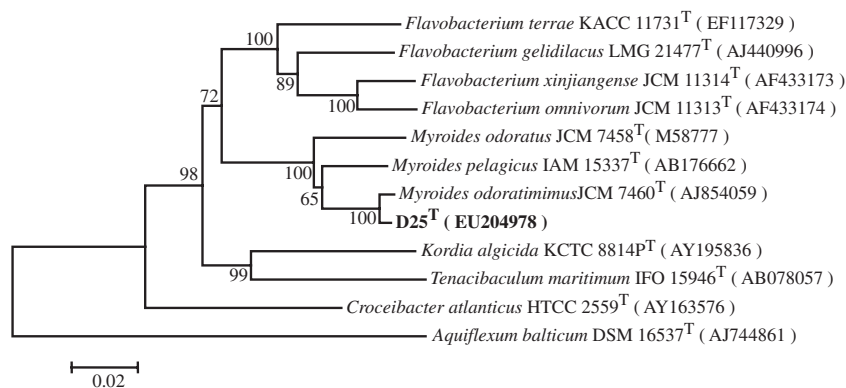 Flavobacterium terrae KACC 11731T ( EF117329 )
100
Flavobacterium gelidilacus LMG 21477T ( AJ440996 )
Flavobacterium xinjiangense JCM 11314T ( AF433173 )
89
72
100
Flavobacterium omnivorum JCM 11313T ( AF433174 )
Myroides odoratus JCM 7458T ( M58777 )
Myroides pelagicus IAM 15337T ( AB176662 )
100
98
Myroides odoratimimusJCM 7460T ( AJ854059 )
65
100
D25T ( EU204978 )
Kordia algicida KCTC 8814PT ( AY195836 )
99
Tenacibaculum maritimum IFO 15946T ( AB078057 )
Croceibacter atlanticus HTCC 2559T ( AY163576 )
Aquiflexum balticum DSM 16537T ( AJ744861 )
0.02